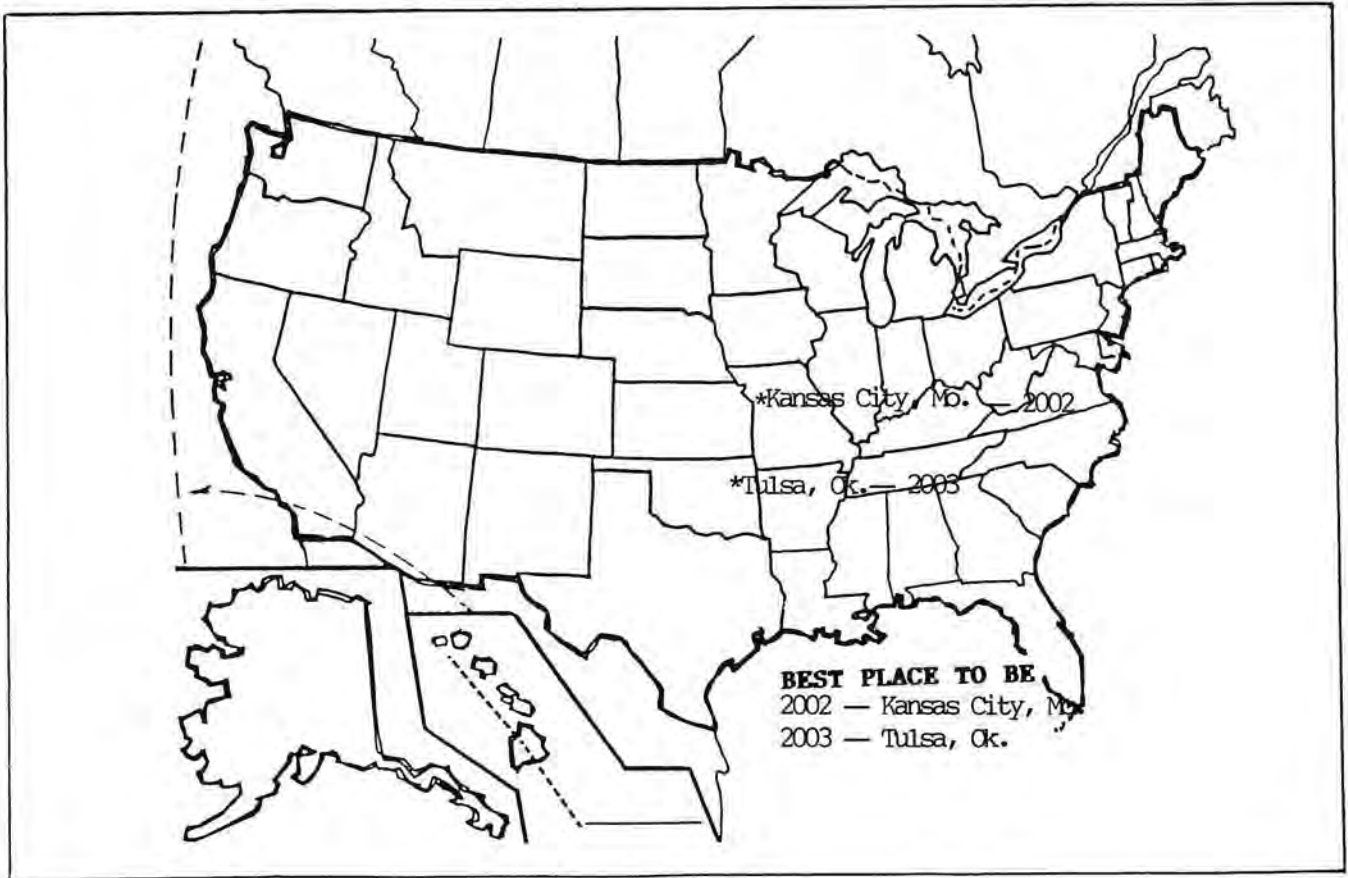 *Kansas City, Mo. — 2002
*Tulsa, Ok.— 2003
BEST PLACE TO BE
2002 — Kansas City, Mo
2003 — Tulsa, Ok.